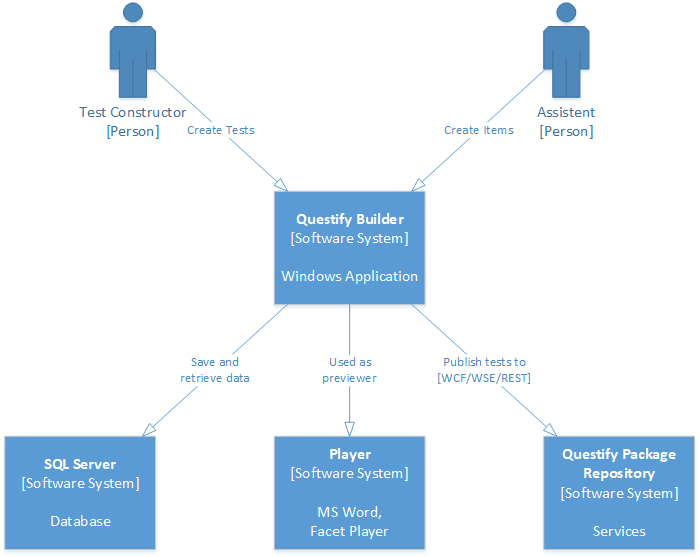 Test Constructor
[Person]
Assistent
[Person]
Create Tests
Create Items
Questify Builder
[Software System]
Windows Application
Save and
retrieve data
Used as
previewer
Publish tests to
[WCF/WSE/REST]
SQL Server
[Software System]
Database
Player
[Software System]
MS Word,
Facet Player
Questify Package
Repository
[Software System]
Services